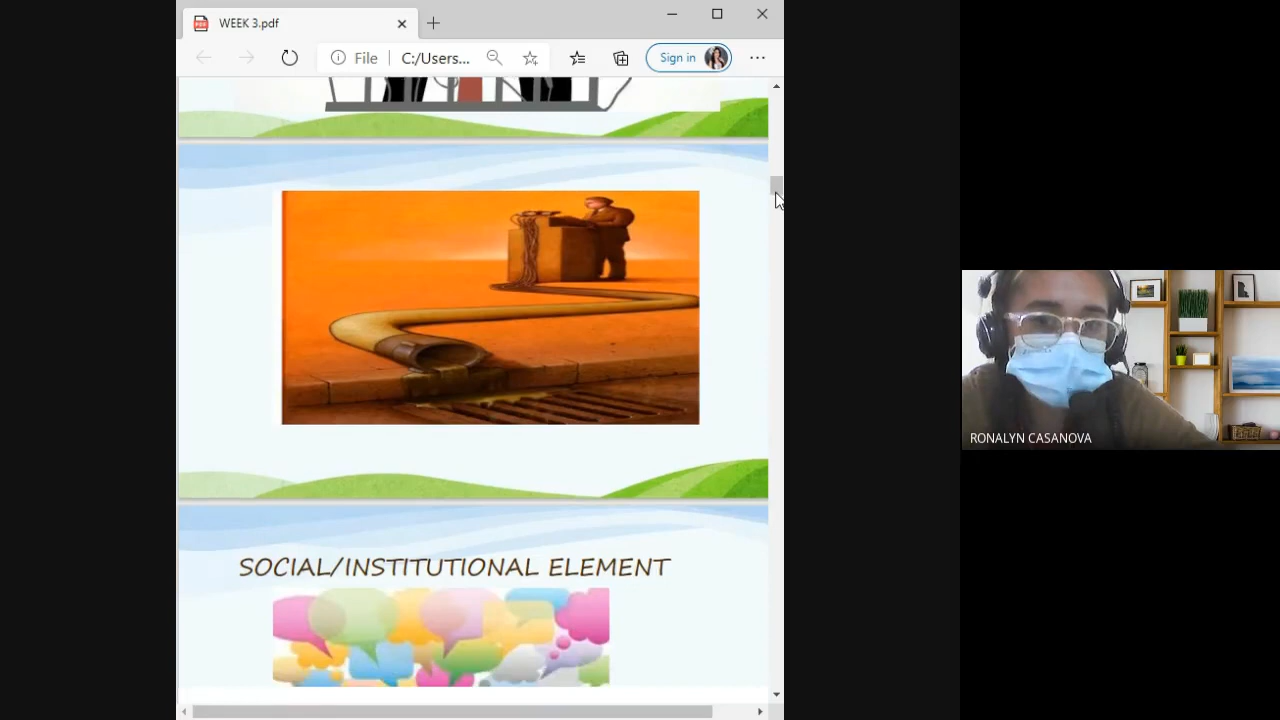 WEEK 3.pdf
File
C:/Users...
Sign in
SOCIAL/INSTITUTIONAL ELEMENT
RONALYN CASANOVA